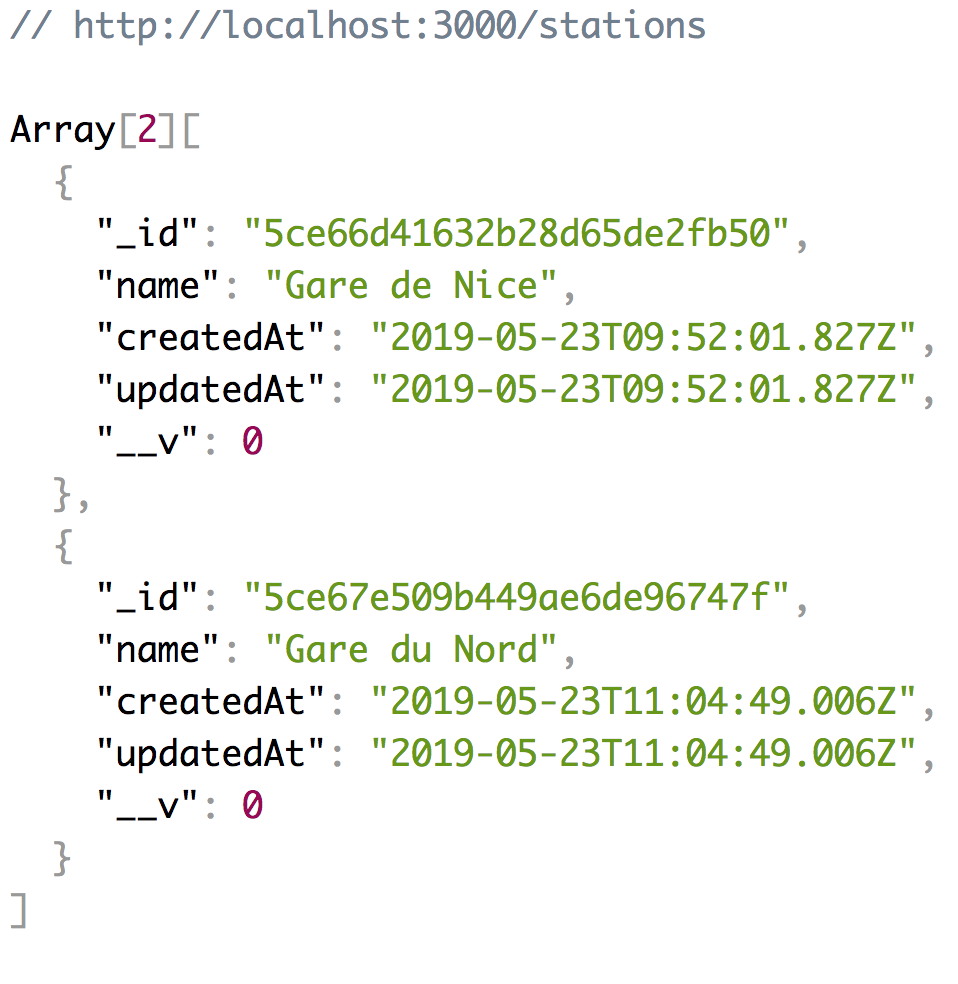 // http://localhost:3000/stations
Array[2][
{
"_id": "5ce66d41632b28d65de2fb50",
"name": "Gare de Nice",
"createdAt": "2019-05-23T09:52:01.827Z",
"updatedAt": "2019-05-23T09:52:01.827Z",
"__v": 0
},
{
"_id": "5ce67e509b449ae6de96747f",
"name": "Gare du Nord",
"createdAt": "2019-05-23T11:04:49.006Z",
"updatedAt": "2019-05-23T11:04:49.006Z",
"__v": 0
}
]